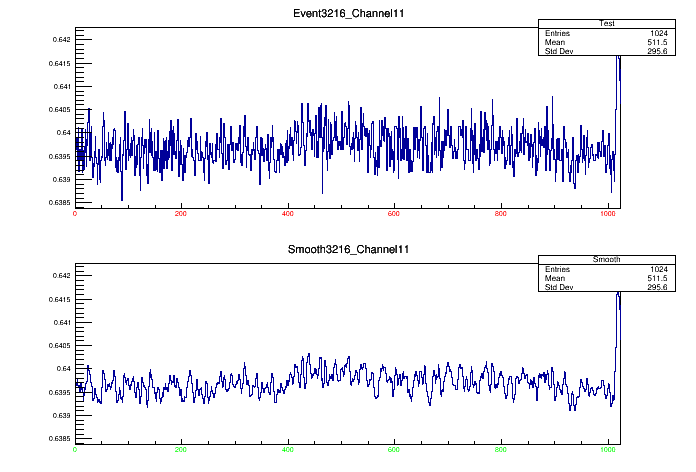 Event3216_Channel11
Test
Entries 1024
Mean 511.5
Std Dev 295.6
0.642
0.6415
0.641
0.6405
0.64
0.6395
0.639
0.6385
0 200 400 600 800 1000
Smooth3216_Channel11
Smooth
Entries 1024
Mean 511.5
Std Dev 295.6
0.642
0.6415
0.641
0.6405
0.64
0.6395
0.639
0.6385
0 200 400 600 800 1000